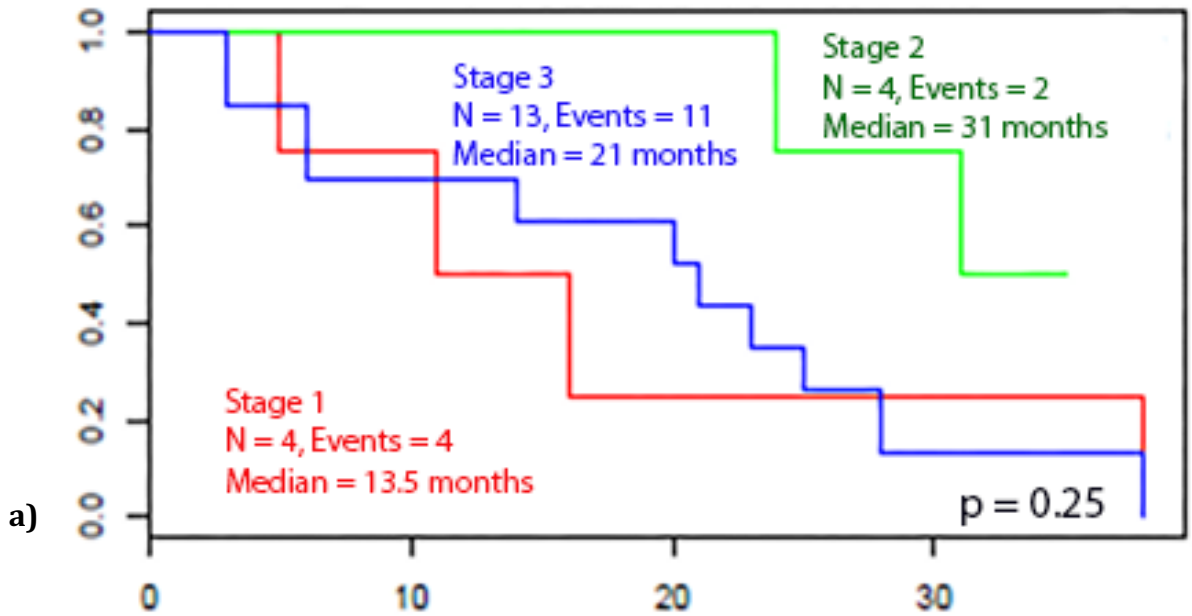 1.0
0.8
0.6
0.4
0.2
0.0
Stage 3
N = 13, Events = 11
Median = 21 months
Stage 2
N = 4, Events = 2
Median = 31 months
Stage 1
N = 4, Events = 4
Median = 13.5 months
p = 0.25
a)
0 10 20 30